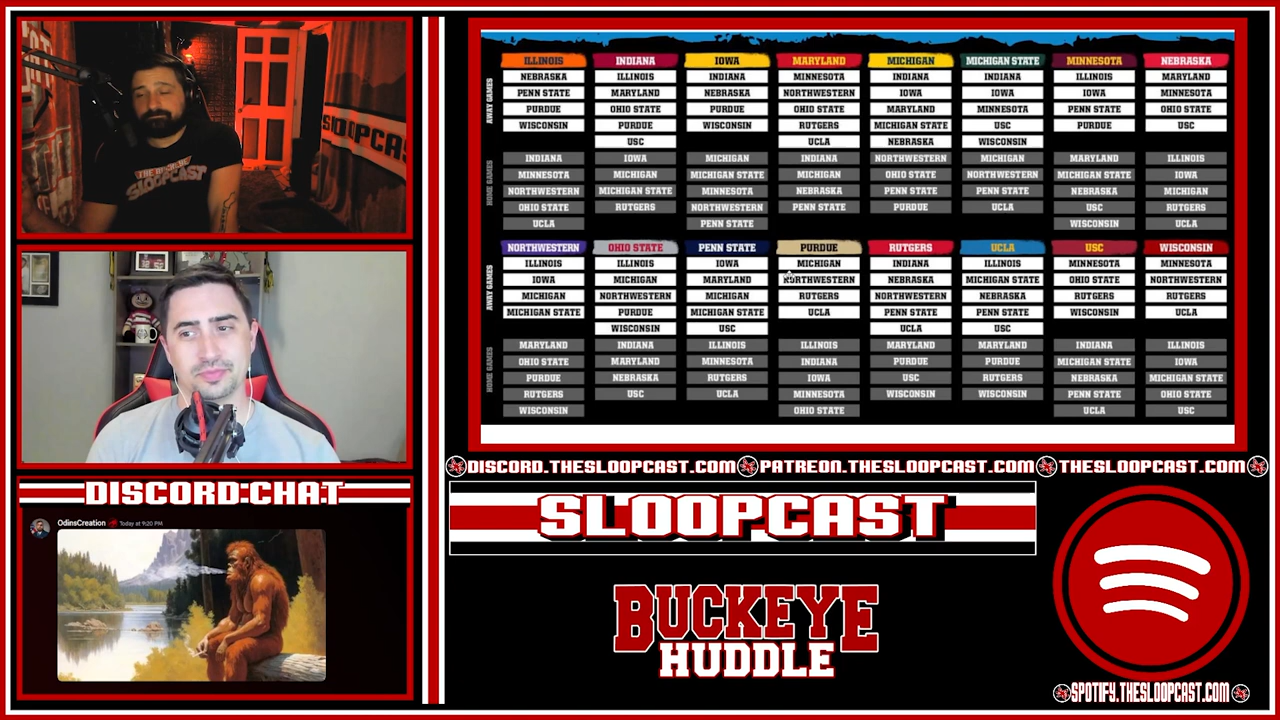 THE BUCKEYE
SLOOPCAST
SLOOPCAS
DISCORD CHAT
OdinsCreation Today at 9:20 PM
AWAY GAMES
ILLINOIS INDIANA IOWA MARYLAND MICHIGAN MICHIGAN STATE MINNESOTA NEBRASKA
NEBRASKA ILLINOIS INDIANA MINNESOTA INDIANA INDIANA ILLINOIS MARYLAND
PENN STATE MARYLAND NEBRASKA NORTHWESTERN IOWA IOWA IOWA MINNESOTA
PURDUE OHIO STATE PURDUE OHIO STATE MARYLAND MINNESOTA PENN STATE OHIO STATE
WISCONSIN PURDUE WISCONSIN RUTGERS MICHIGAN STATE USC PURDUE USC
USC UCLA NEBRASKA WISCONSIN
HOME GAMES
INDIANA IOWA MICHIGAN INDIANA NORTHWESTERN MICHIGAN MARYLAND ILLINOIS
MINNESOTA MICHIGAN MICHIGAN STATE MICHIGAN OHIO STATE NORTHWESTERN MICHIGAN STATE IOWA
NORTHWESTERN MICHIGAN STATE MINNESOTA NEBRASKA PENN STATE PENN STATE NEBRASKA MICHIGAN
OHIO STATE RUTGERS NORTHWESTERN PENN STATE PURDUE UCLA USC RUTGERS
UCLA PENN STATE WISCONSIN UCLA
AWAY GAMES
NORTHWESTERN OHIO STATE PENN STATE PURDUE RUTGERS UCLA USC WISCONSIN
ILLINOIS ILLINOIS IOWA MICHIGAN INDIANA ILLINOIS MINNESOTA MINNESOTA
IOWA MICHIGAN MARYLAND NORTHWESTERN NEBRASKA MICHIGAN STATE OHIO STATE NORTHWESTERN
MICHIGAN NORTHWESTERN MICHIGAN RUTGERS NORTHWESTERN NEBRASKA RUTGERS RUTGERS
MICHIGAN STATE PURDUE MICHIGAN STATE UCLA PENN STATE PENN STATE WISCONSIN UCLA
WISCONSIN USC UCLA USC
HOME GAMES
MARYLAND INDIANA ILLINOIS ILLINOIS MARYLAND MARYLAND INDIANA ILLINOIS
OHIO STATE MARYLAND MINNESOTA INDIANA PURDUE PURDUE MICHIGAN STATE IOWA
PURDUE NEBRASKA RUTGERS IOWA USC RUTGERS NEBRASKA MICHIGAN STATE
RUTGERS USC UCLA MINNESOTA WISCONSIN WISCONSIN PENN STATE OHIO STATE
WISCONSIN OHIO STATE UCLA USC
DISCORD.THESLOOPCAST.COM PATREON.THESLOOPCAST.COM THESLOOPCAST.COM
SLOOPCAST
BUCKEYE
HUDDLE
SPOTIFY.THESLOOPCAST.COM